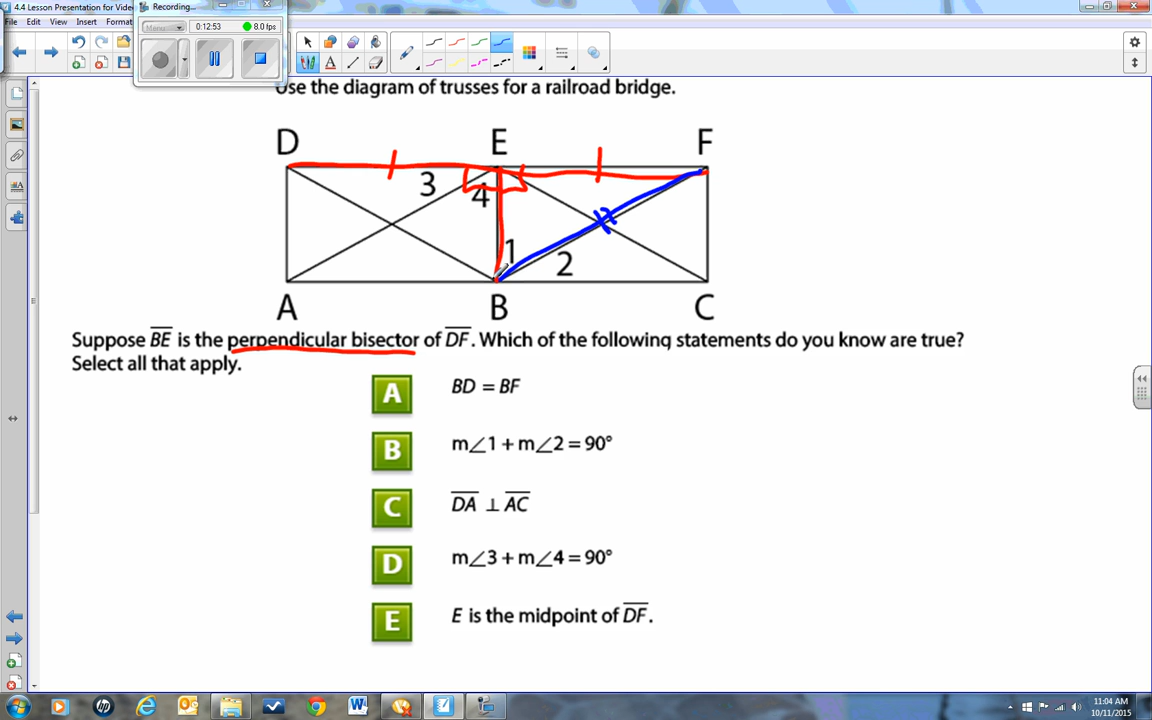 4.4 Lesson Presentation for Vide
Recording...
File Edit View Insert Format
Menu 0:12:53 8.0 fps
A
Use the diagram of trusses for a railroad bridge.
D E F
3 4 1 2
A B C
Suppose BE is the perpendicular bisector of DF. Which of the following statements do you know are true?
Select all that apply.
A BD = BF
B m∠1 + m∠2 = 90°
C DA ⊥ AC
D m∠3 + m∠4 = 90°
E E is the midpoint of DF.
11:04 AM
10/11/2015